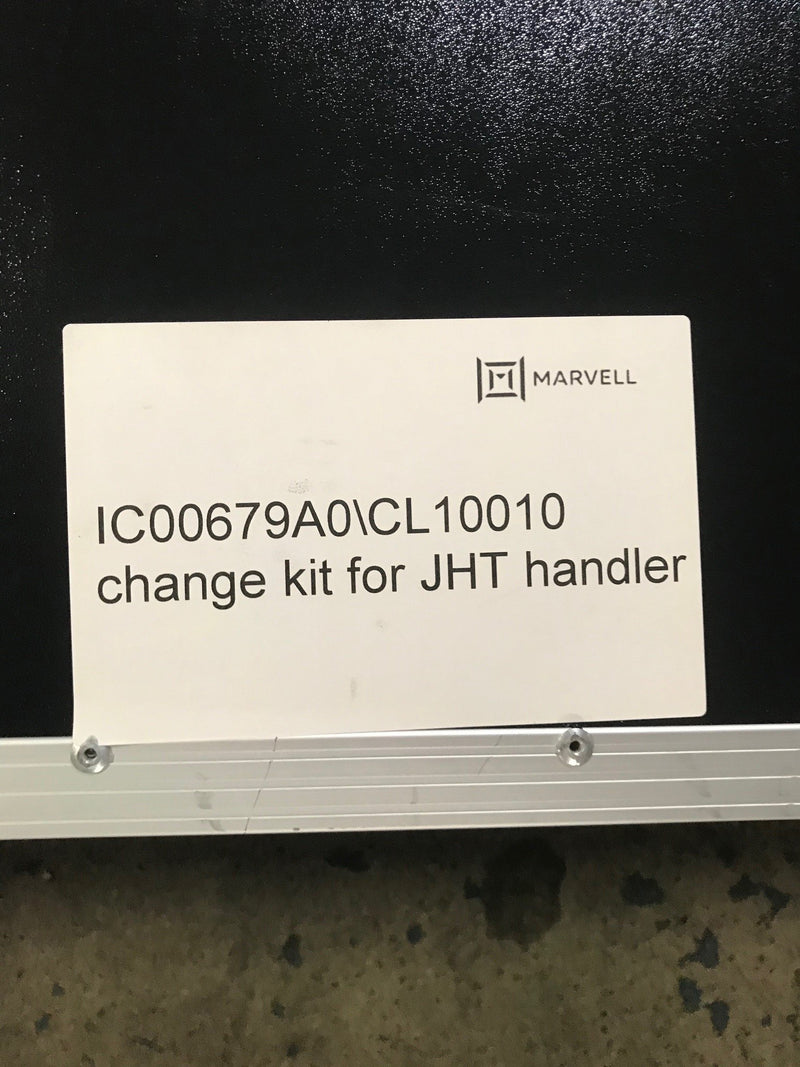 MARVELL
IC00679A0\CL10010
change kit for JHT handler